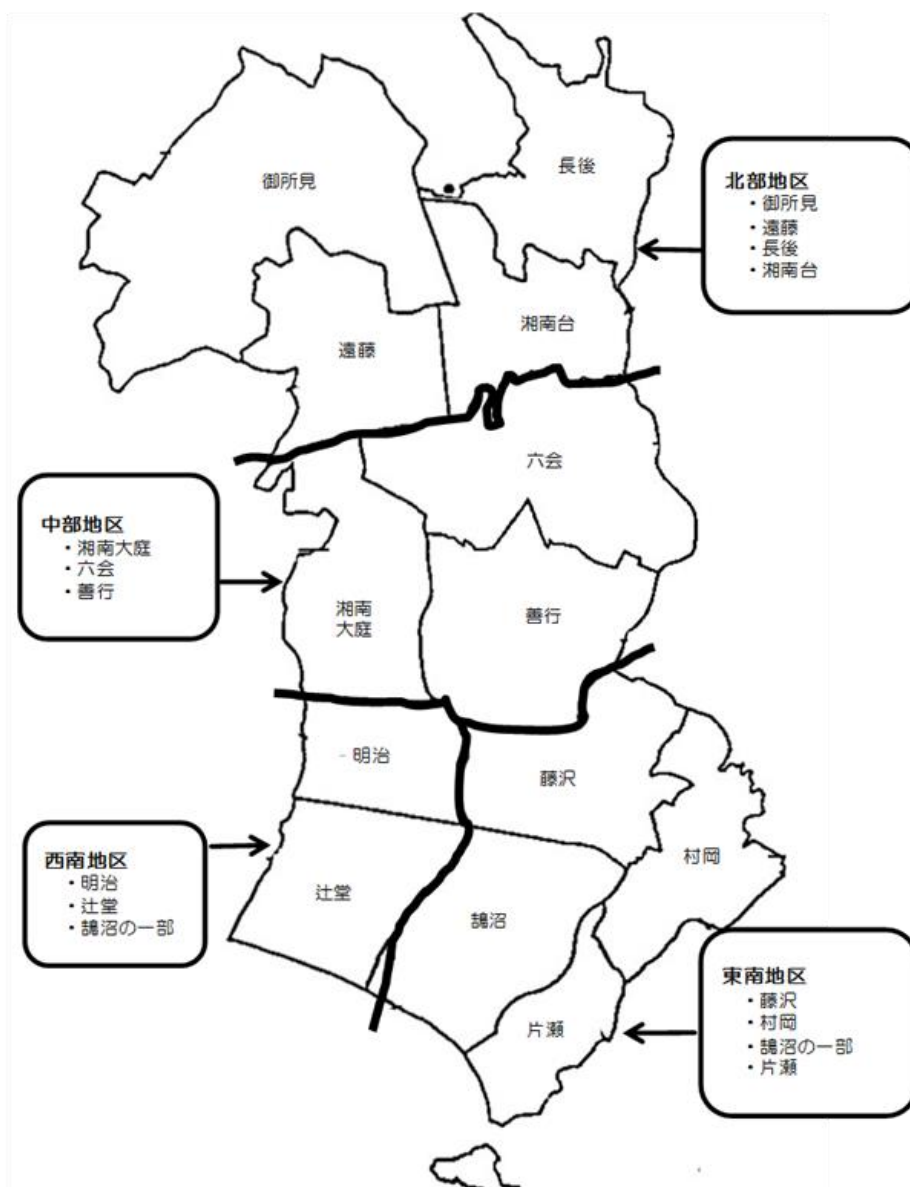 長後
御所見
北部地区
・御所見
・遠藤
・長後
・湘南台
湘南台
遠藤
六会
中部地区
・湘南大庭
・六会
・善行
湘南
大庭
善行
明治
藤沢
西南地区
・明治
・辻堂
・鵠沼の一部
村岡
辻堂
鵠沼
東南地区
・藤沢
・村岡
・鵠沼の一部
・片瀬
片瀬